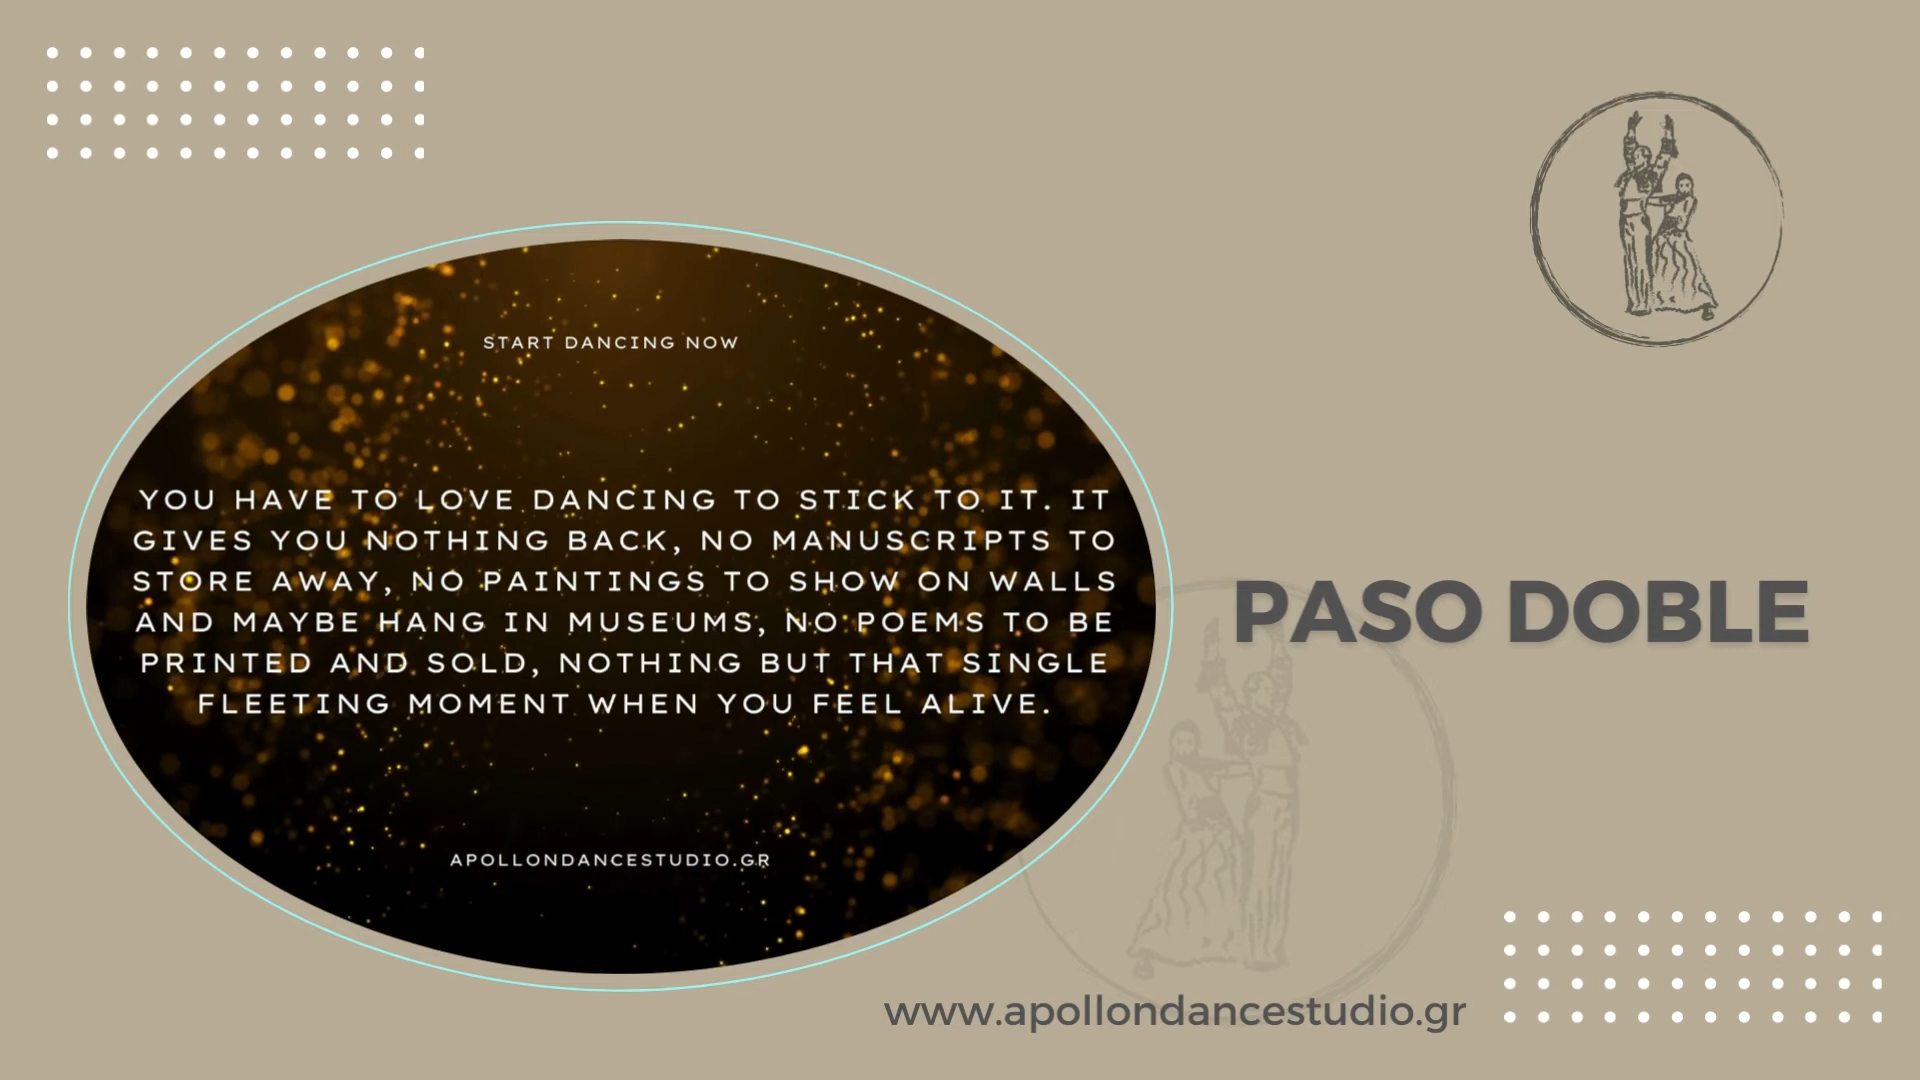 START DANCING NOW
YOU HAVE TO LOVE DANCING TO STICK TO IT. IT
GIVES YOU NOTHING BACK, NO MANUSCRIPTS TO
STORE AWAY, NO PAINTINGS TO SHOW ON WALLS
AND MAYBE HANG IN MUSEUMS, NO POEMS TO BE
PRINTED AND SOLD, NOTHING BUT THAT SINGLE
FLEETING MOMENT WHEN YOU FEEL ALIVE.
APOLLONDANCESTUDIO.GR
PASO DOBLE
www.apollondancestudio.gr